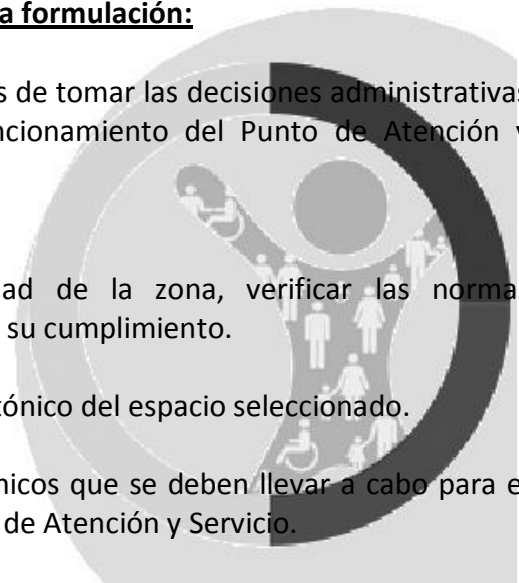 a formulación:
s de tomar las decisiones administrativas
ncionamiento del Punto de Atención y
ad de la zona, verificar las norma
su cumplimiento.
tónico del espacio seleccionado.
nicos que se deben llevar a cabo para e
de Atención y Servicio.